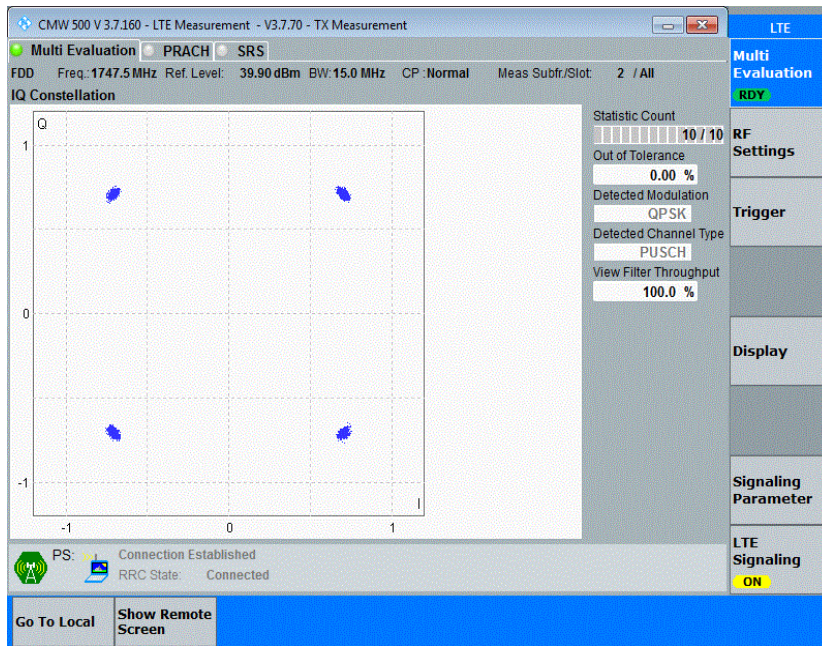 CMW 500 V 3.7.160 - LTE Measurement - V3.7.70 - TX Measurement
LTE
Multi Evaluation PRACH SRS
Multi
Evaluation
RDY
FDD Freq.: 1747.5 MHz Ref. Level: 39.90 dBm BW: 15.0 MHz CP : Normal Meas Subfr./Slot: 2 / All
IQ Constellation
Q
1
0
-1
-1
0
1
I
Statistic Count
10 / 10
Out of Tolerance
0.00 %
Detected Modulation
QPSK
Detected Channel Type
PUSCH
View Filter Throughput
100.0 %
RF
Settings
Trigger
Display
Signaling
Parameter
LTE
Signaling
ON
PS: Connection Established
RRC State: Connected
Go To Local
Show Remote
Screen